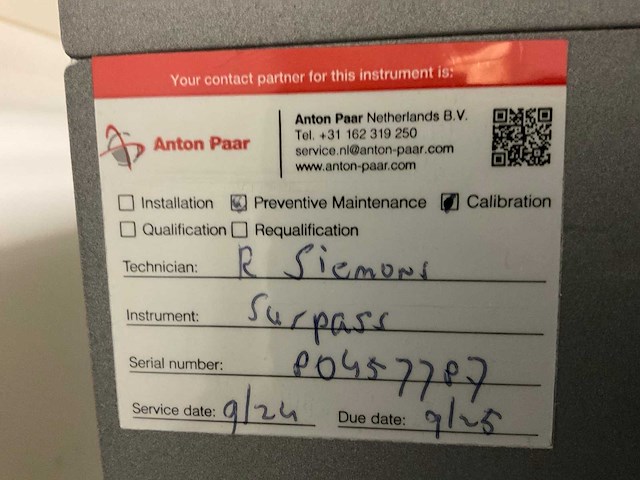 Your contact partner for this instrument is:
Anton Paar
Anton Paar Netherlands B.V.
Tel. +31 162 319 250
service.nl@anton-paar.com
www.anton-paar.com
Installation Preventive Maintenance Calibration
Qualification Requalification
Technician: R Siemons
Instrument: Surpass
Serial number: 80457787
Service date: 9/24 Due date: 9/25